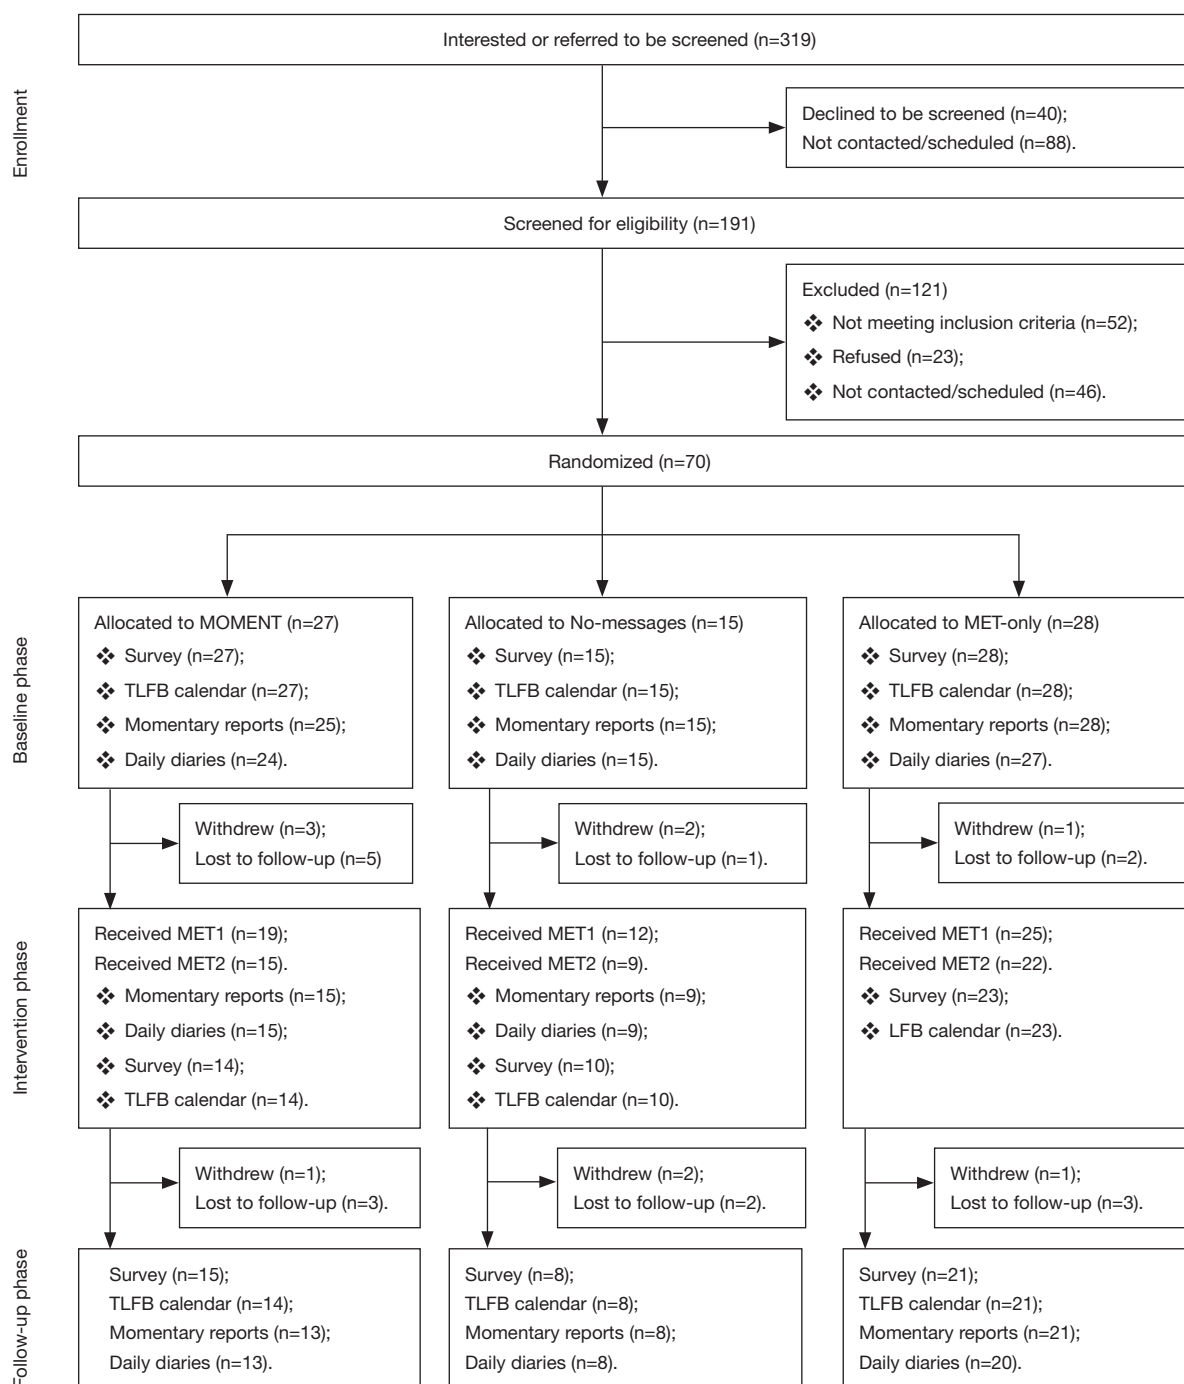 Enrollment
Interested or referred to be screened (n=319)
Declined to be screened (n=40);
Not contacted/scheduled (n=88).
Screened for eligibility (n=191)
Excluded (n=121)
❖ Not meeting inclusion criteria (n=52);
❖ Refused (n=23);
❖ Not contacted/scheduled (n=46).
Randomized (n=70)
Baseline phase
Allocated to MOMENT (n=27)
❖ Survey (n=27);
❖ TLFB calendar (n=27);
❖ Momentary reports (n=25);
❖ Daily diaries (n=24).
Allocated to No-messages (n=15)
❖ Survey (n=15);
❖ TLFB calendar (n=15);
❖ Momentary reports (n=15);
❖ Daily diaries (n=15).
Allocated to MET-only (n=28)
❖ Survey (n=28);
❖ TLFB calendar (n=28);
❖ Momentary reports (n=28);
❖ Daily diaries (n=27).
Withdrew (n=3);
Lost to follow-up (n=5)
Withdrew (n=2);
Lost to follow-up (n=1).
Withdrew (n=1);
Lost to follow-up (n=2).
Intervention phase
Received MET1 (n=19);
Received MET2 (n=15).
❖ Momentary reports (n=15);
❖ Daily diaries (n=15);
❖ Survey (n=14);
❖ TLFB calendar (n=14).
Received MET1 (n=12);
Received MET2 (n=9).
❖ Momentary reports (n=9);
❖ Daily diaries (n=9);
❖ Survey (n=10);
❖ TLFB calendar (n=10).
Received MET1 (n=25);
Received MET2 (n=22).
❖ Survey (n=23);
❖ LFB calendar (n=23).
Withdrew (n=1);
Lost to follow-up (n=3).
Withdrew (n=2);
Lost to follow-up (n=2).
Withdrew (n=1);
Lost to follow-up (n=3).
Follow-up phase
Survey (n=15);
TLFB calendar (n=14);
Momentary reports (n=13);
Daily diaries (n=13).
Survey (n=8);
TLFB calendar (n=8);
Momentary reports (n=8);
Daily diaries (n=8).
Survey (n=21);
TLFB calendar (n=21);
Momentary reports (n=21);
Daily diaries (n=20).